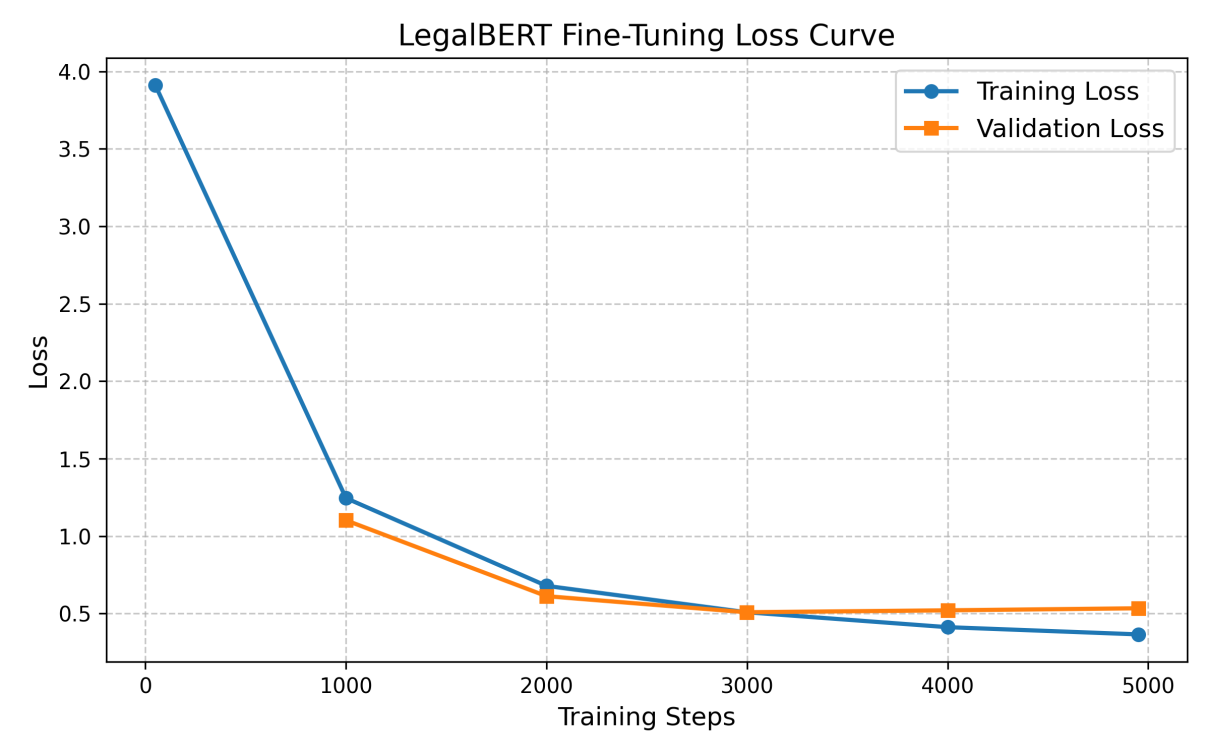 LegalBERT Fine-Tuning Loss Curve
Training Loss
Validation Loss
Loss
4.0
3.5
3.0
2.5
2.0
1.5
1.0
0.5
0 1000 2000 3000 4000 5000
Training Steps